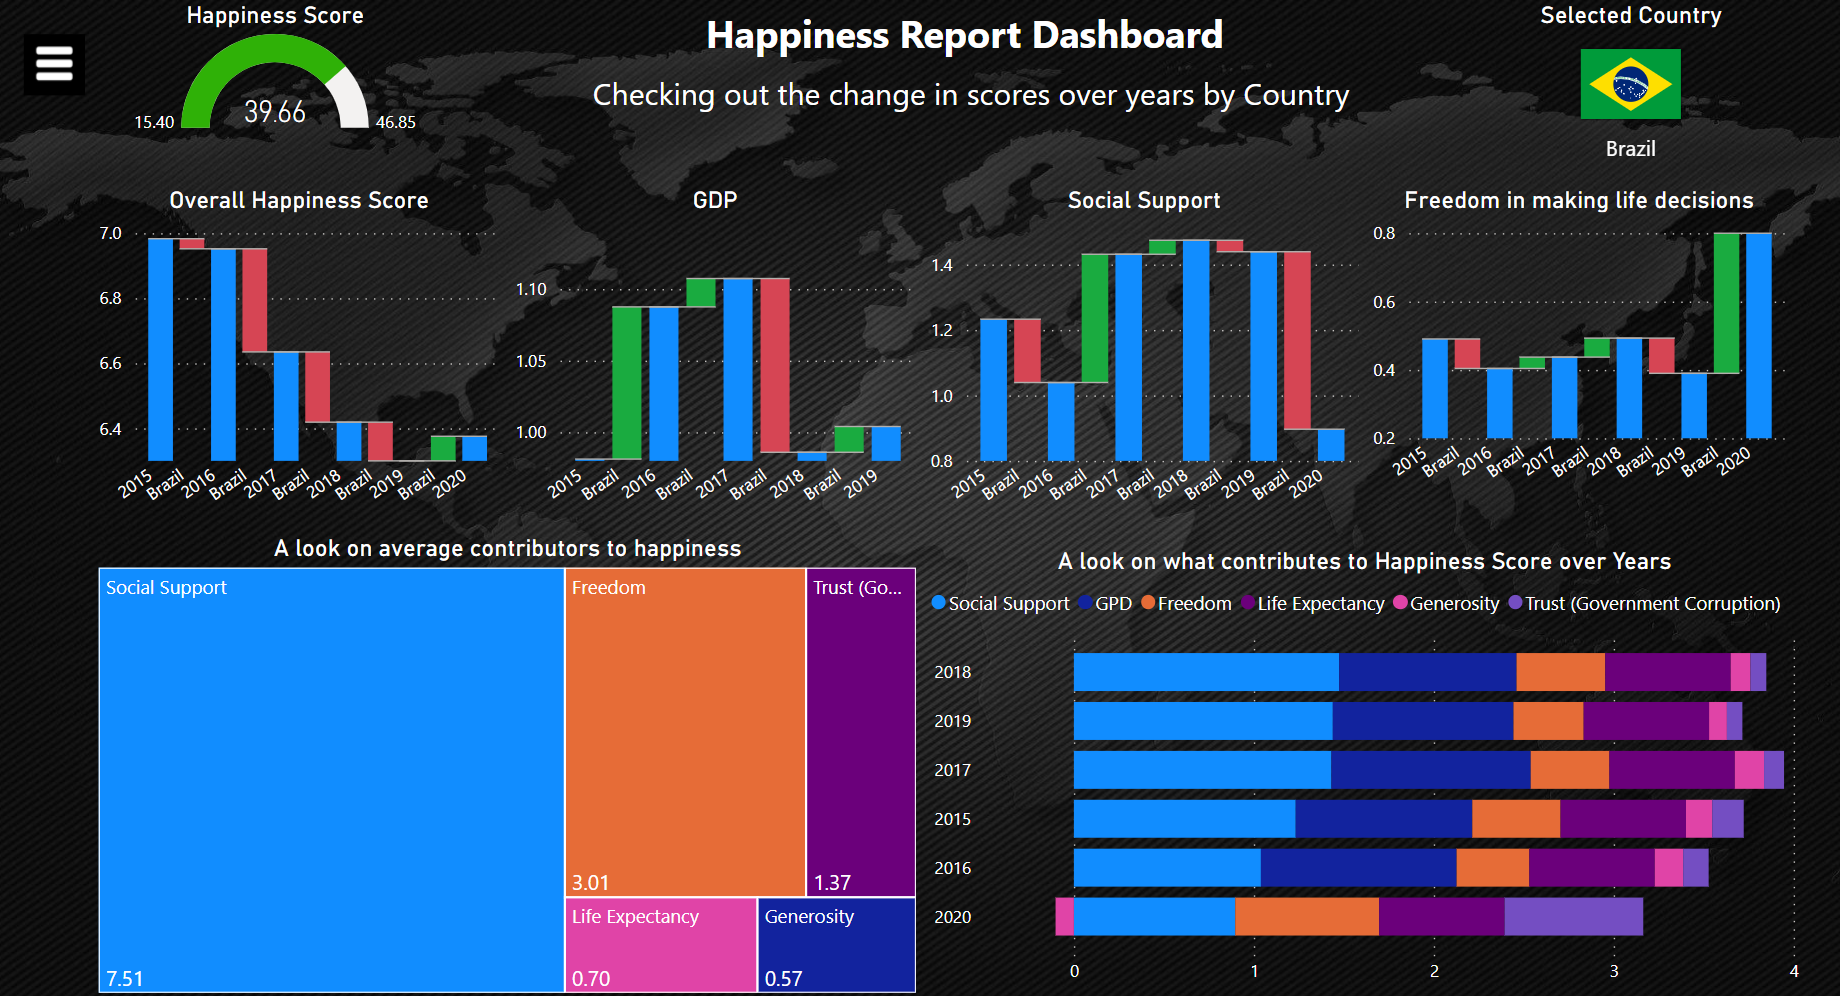 Happiness Score
39.66
15.40
46.85
Happiness Report Dashboard
Checking out the change in scores over years by Country
Selected Country
Brazil
Overall Happiness Score
7.0
6.8
6.6
6.4
2015 Brazil 2016 Brazil 2017 Brazil 2018 Brazil 2019 Brazil 2020
GDP
1.10
1.05
1.00
2015 Brazil 2016 Brazil 2017 Brazil 2018 Brazil 2019
Social Support
1.4
1.2
1.0
0.8
2015 Brazil 2016 Brazil 2017 Brazil 2018 Brazil 2019 Brazil 2020
Freedom in making life decisions
0.8
0.6
0.4
0.2
2015 Brazil 2016 Brazil 2017 Brazil 2018 Brazil 2019 Brazil 2020
A look on average contributors to happiness
Social Support
7.51
Freedom
3.01
Trust (Go...
1.37
Life Expectancy
0.70
Generosity
0.57
A look on what contributes to Happiness Score over Years
Social Support GPD Freedom Life Expectancy Generosity Trust (Government Corruption)
2018
2019
2017
2015
2016
2020
0 1 2 3 4